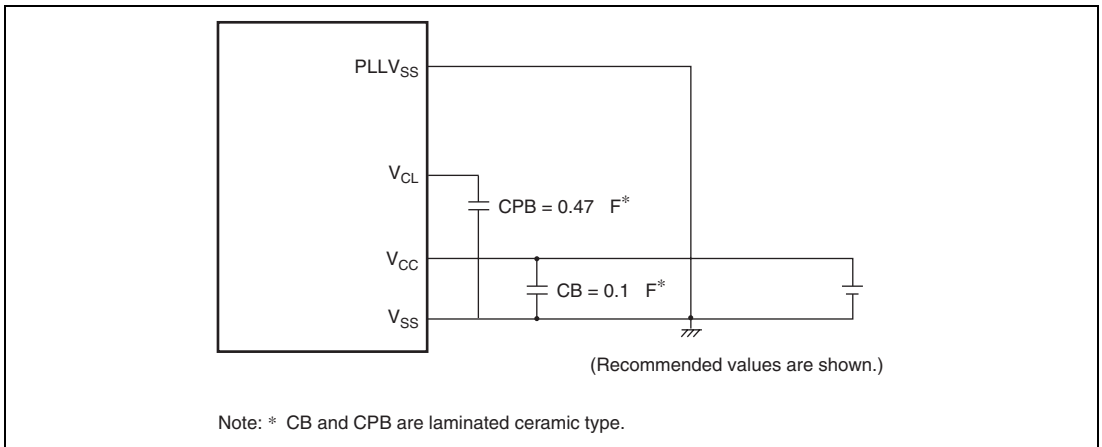 PLLVSS
VCL
CPB = 0.47 F*
VCC
CB = 0.1 F*
VSS
(Recommended values are shown.)
Note: * CB and CPB are laminated ceramic type.